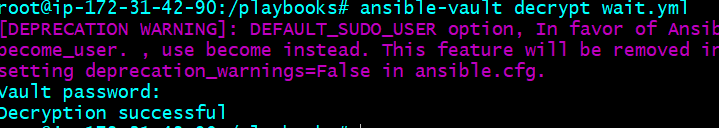 root@ip-172-31-42-90:/playbooks# ansible-vault decrypt wait.yml
[DEPRECATION WARNING]: DEFAULT_SUDO_USER option, In favor of Ansib
become_user. , use become instead. This feature will be removed in
setting deprecation_warnings=False in ansible.cfg.
Vault password:
Decryption successful